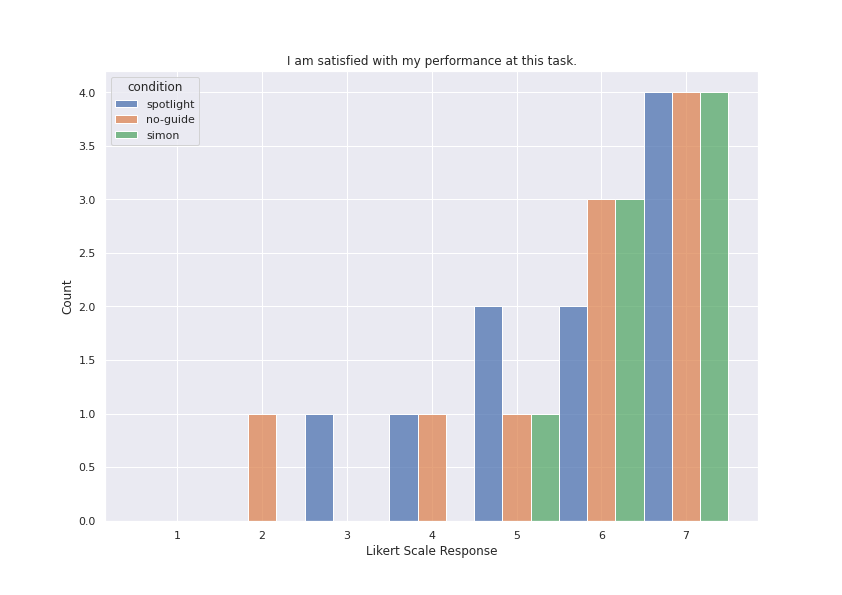 I am satisfied with my performance at this task.
condition
spotlight
no-guide
simon
4.0
3.5
3.0
2.5
2.0
1.5
1.0
0.5
0.0
Count
1 2 3 4 5 6 7
Likert Scale Response